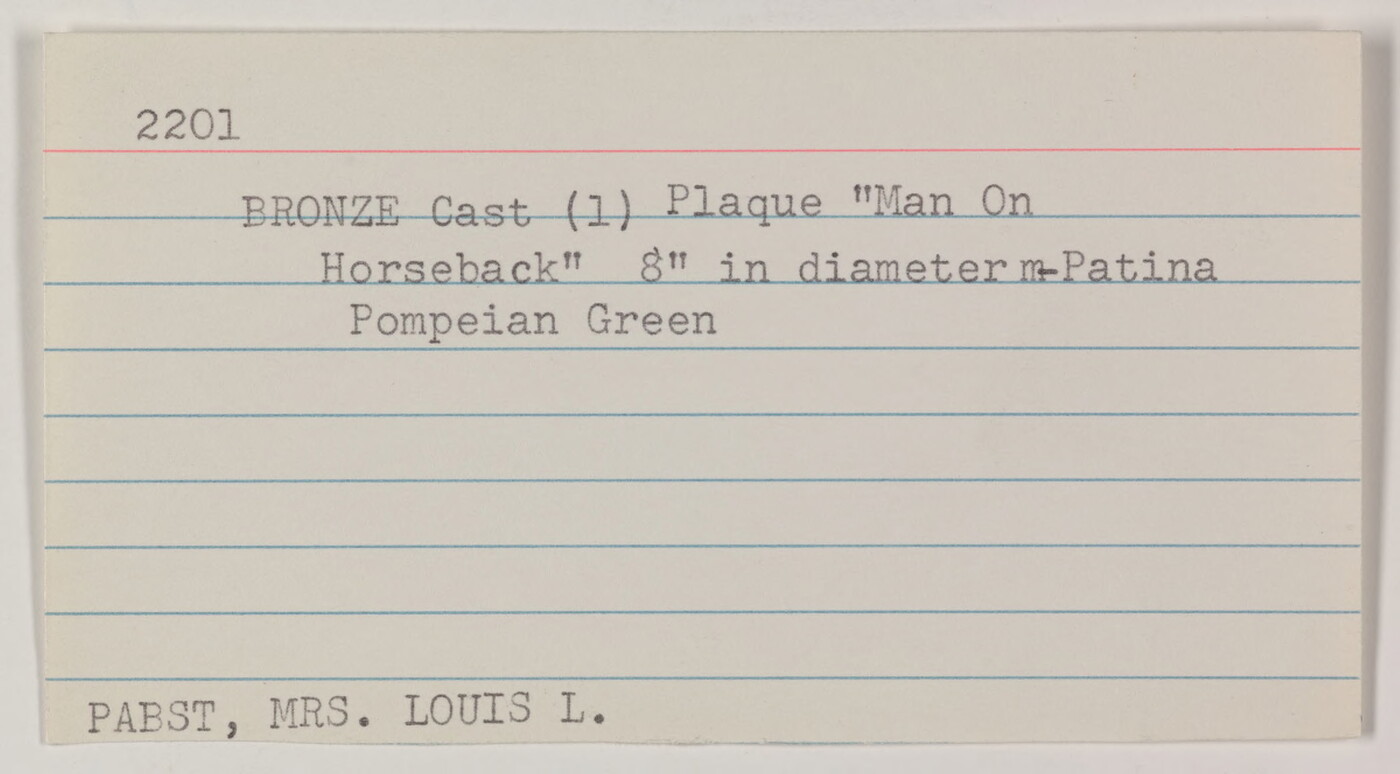 2201
BRONZE Cast (1) Plaque "Man On
Horseback" 8" in diameter m-Patina
Pompeian Green
PABST, MRS. LOUIS L.